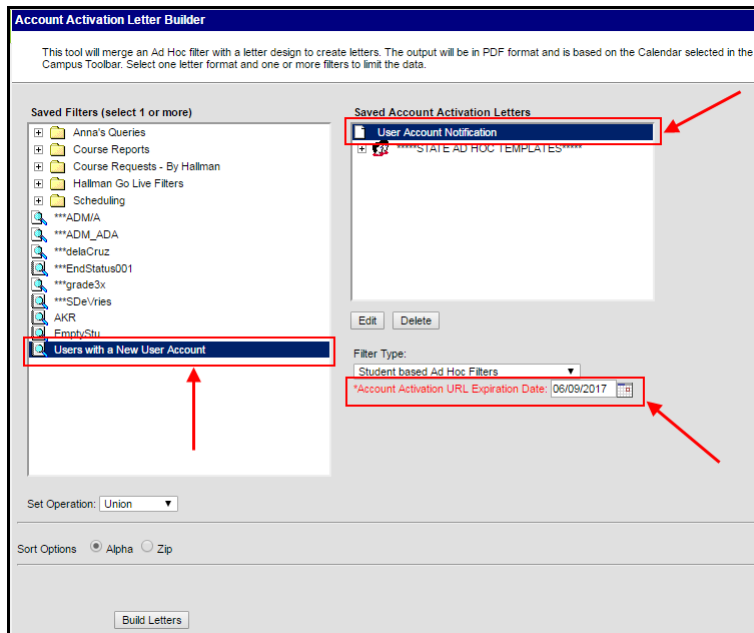 Account Activation Letter Builder
This tool will merge an Ad Hoc filter with a letter design to create letters. The output will be in PDF format and is based on the Calendar selected in the
Campus Toolbar. Select one letter format and one or more filters to limit the data.
Saved Filters (select 1 or more)
Anna's Queries
Course Reports
Course Requests - By Hallman
Hallman Go Live Filters
Scheduling
***ADM/A
***ADM_ADA
***delaCruz
***EndStatus001
***grade3x
***SDeVries
AKR
EmptyStu
Users with a New User Account
Saved Account Activation Letters
User Account Notification
*****STATE AD HOC TEMPLATES*****
Edit Delete
Filter Type:
Student based Ad Hoc Filters
*Account Activation URL Expiration Date: 06/09/2017
Set Operation: Union
Sort Options Alpha Zip
Build Letters